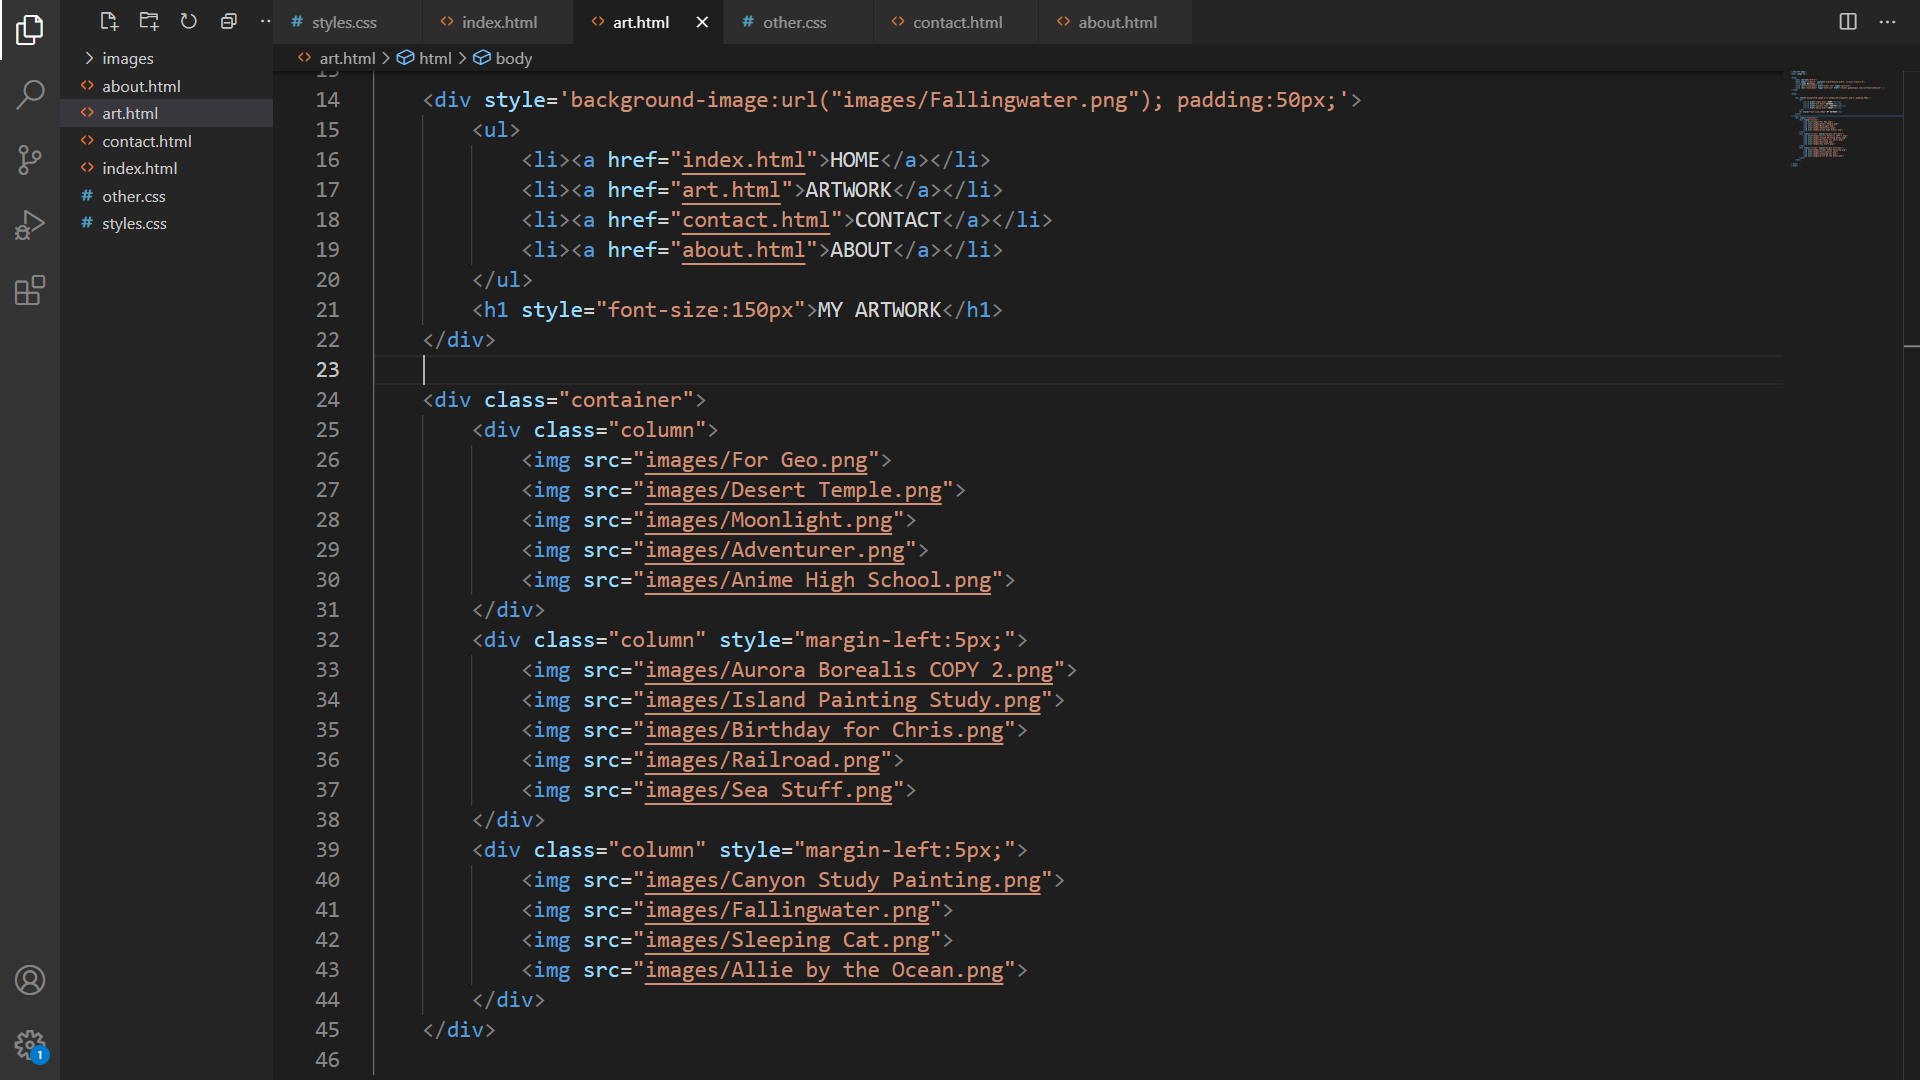 styles.css
index.html
art.html
other.css
contact.html
about.html
images
about.html
art.html
contact.html
index.html
other.css
styles.css
art.html > html > body
14 <div style='background-image:url("images/Fallingwater.png"); padding:50px;'>
15 <ul>
16 <li><a href="index.html">HOME</a></li>
17 <li><a href="art.html">ARTWORK</a></li>
18 <li><a href="contact.html">CONTACT</a></li>
19 <li><a href="about.html">ABOUT</a></li>
20 </ul>
21 <h1 style="font-size:150px">MY ARTWORK</h1>
22 </div>
23
24 <div class="container">
25 <div class="column">
26 <img src="images/For Geo.png">
27 <img src="images/Desert Temple.png">
28 <img src="images/Moonlight.png">
29 <img src="images/Adventurer.png">
30 <img src="images/Anime High School.png">
31 </div>
32 <div class="column" style="margin-left:5px;">
33 <img src="images/Aurora Borealis COPY 2.png">
34 <img src="images/Island Painting Study.png">
35 <img src="images/Birthday for Chris.png">
36 <img src="images/Railroad.png">
37 <img src="images/Sea Stuff.png">
38 </div>
39 <div class="column" style="margin-left:5px;">
40 <img src="images/Canyon Study Painting.png">
41 <img src="images/Fallingwater.png">
42 <img src="images/Sleeping Cat.png">
43 <img src="images/Allie by the Ocean.png">
44 </div>
45 </div>
46
1